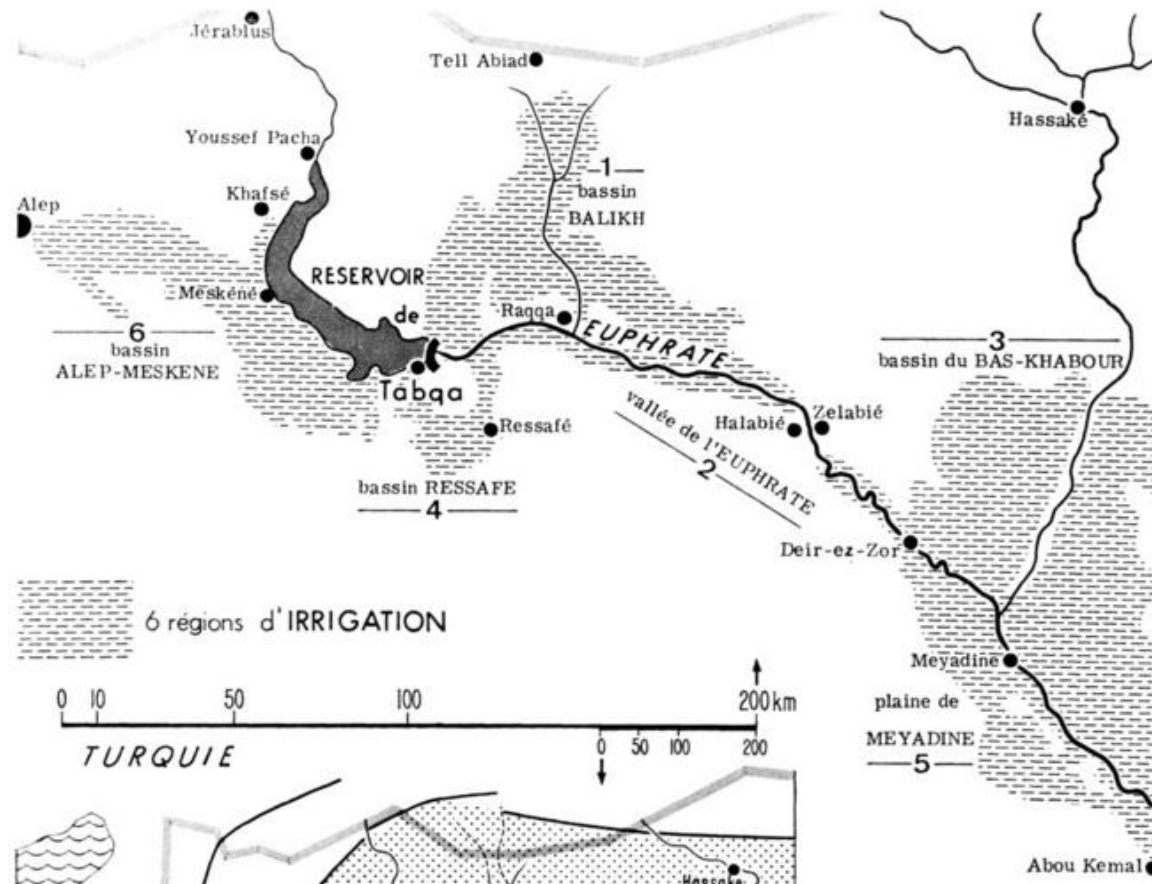 Jérablus
Tell Abiad
Youssef Pacha
Hassaké
Khafsé
Alep
1
bassin
BALIKH
RESERVOIR
de
Meskéné
Raqqa
EUPHRATE
6
bassin
ALEP-MESKENE
3
bassin du BAS-KHABOUR
Tabqa
Ressafé
Halabié
Zelabié
vallée de l'EUPHRATE
2
bassin RESSAFE
4
Deir-ez-Zor
6 régions d'IRRIGATION
Meyadine
plaine de
MEYADINE
5
0 10 50 100 200 km
0 50 100 200
TURQUIE
Abou Kemal
Hassaké